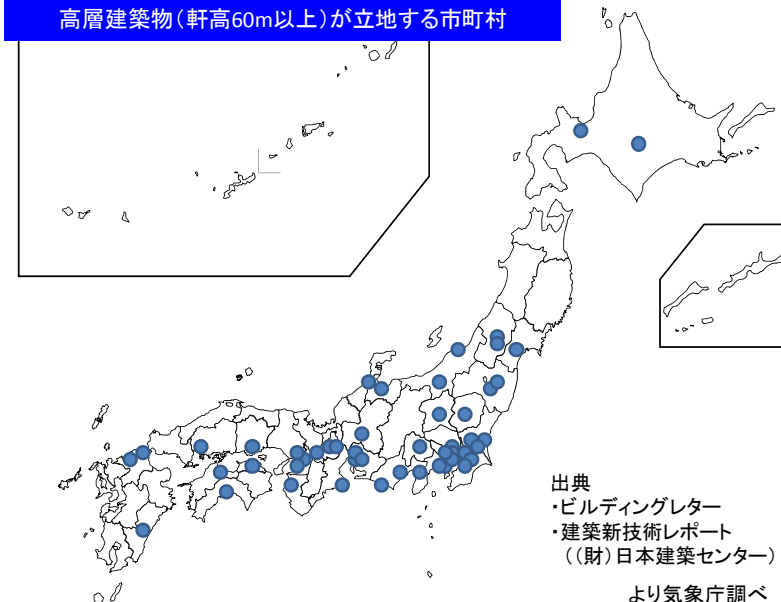 高層建築物（軒高60m以上）が立地する市町村
出典
・ビルディングレター
・建築新技術レポート
（（財）日本建築センター）
より気象庁調べ